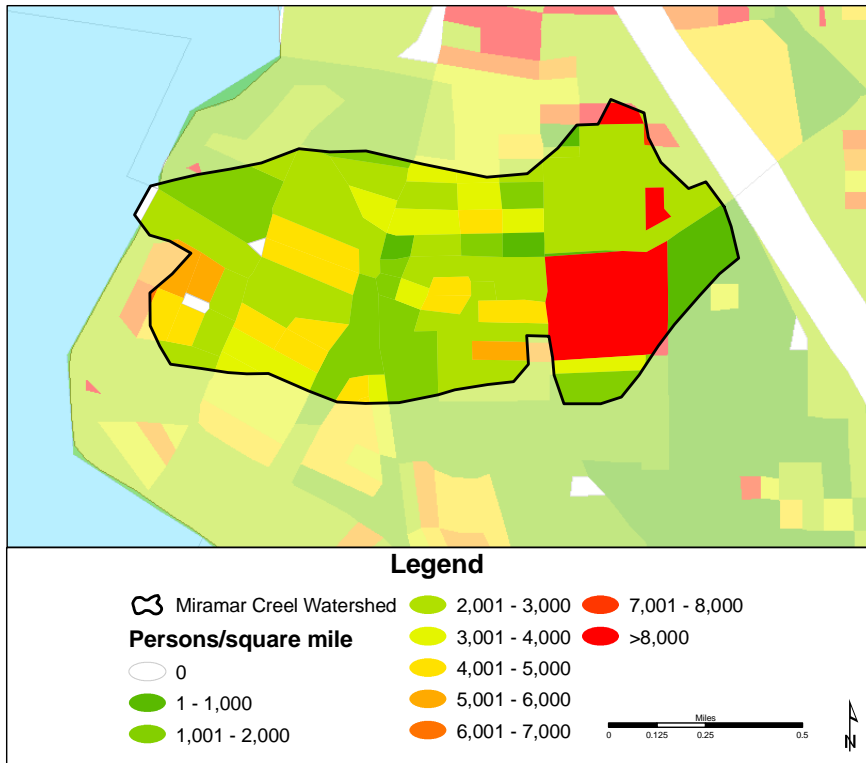 Legend
Miramar Creel Watershed
Persons/square mile
0
1 - 1,000
1,001 - 2,000
2,001 - 3,000
3,001 - 4,000
4,001 - 5,000
5,001 - 6,000
6,001 - 7,000
7,001 - 8,000
>8,000
Miles
0 0.125 0.25 0.5
N